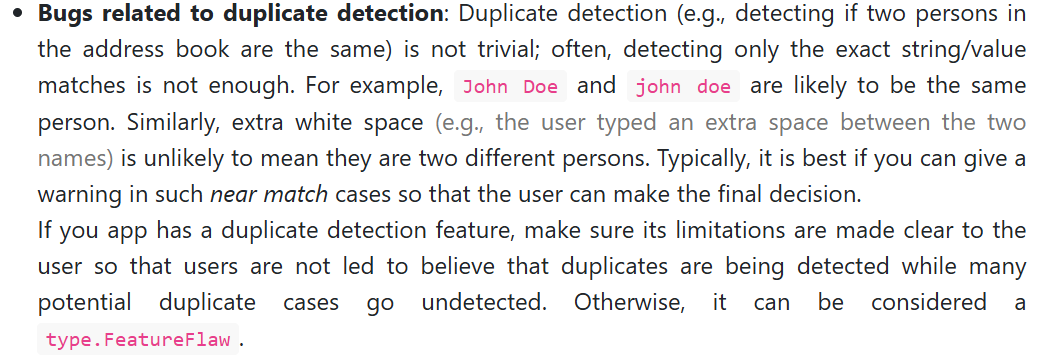 • Bugs related to duplicate detection: Duplicate detection (e.g., detecting if two persons in
the address book are the same) is not trivial; often, detecting only the exact string/value
matches is not enough. For example, John Doe and john doe are likely to be the same
person. Similarly, extra white space (e.g., the user typed an extra space between the two
names) is unlikely to mean they are two different persons. Typically, it is best if you can give a
warning in such near match cases so that the user can make the final decision.
If you app has a duplicate detection feature, make sure its limitations are made clear to the
user so that users are not led to believe that duplicates are being detected while many
potential duplicate cases go undetected. Otherwise, it can be considered a
type.FeatureFlaw.